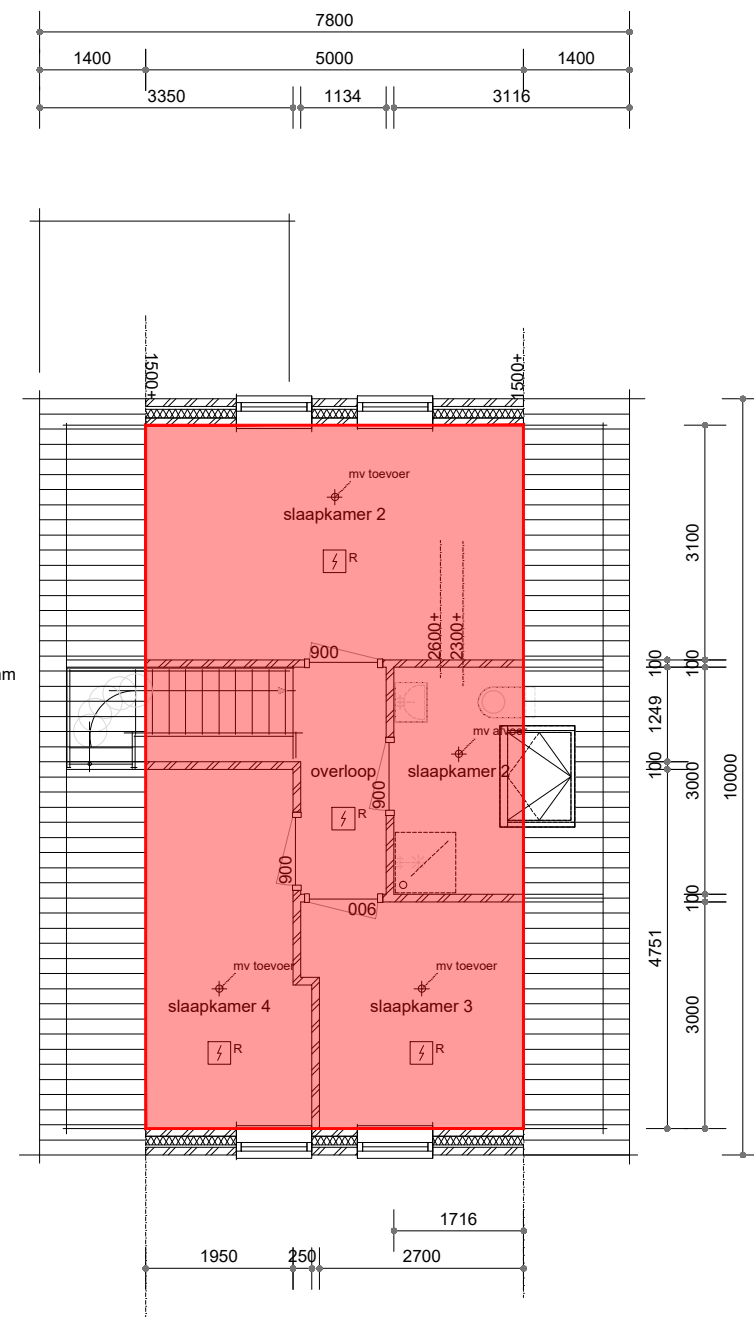 7800
1400 5000 1400
3350 1134 3116
1500+ 1500+
mv toevoer
slaapkamer 2
R
3100
2600+ 2300+
900
100 100
1249
mv afvoer
overloop slaapkamer 2
100 3000 10000
900
R
900
900
100
4751
mv toevoer mv toevoer
slaapkamer 4 slaapkamer 3
3000
R R
1716
1950 250 2700